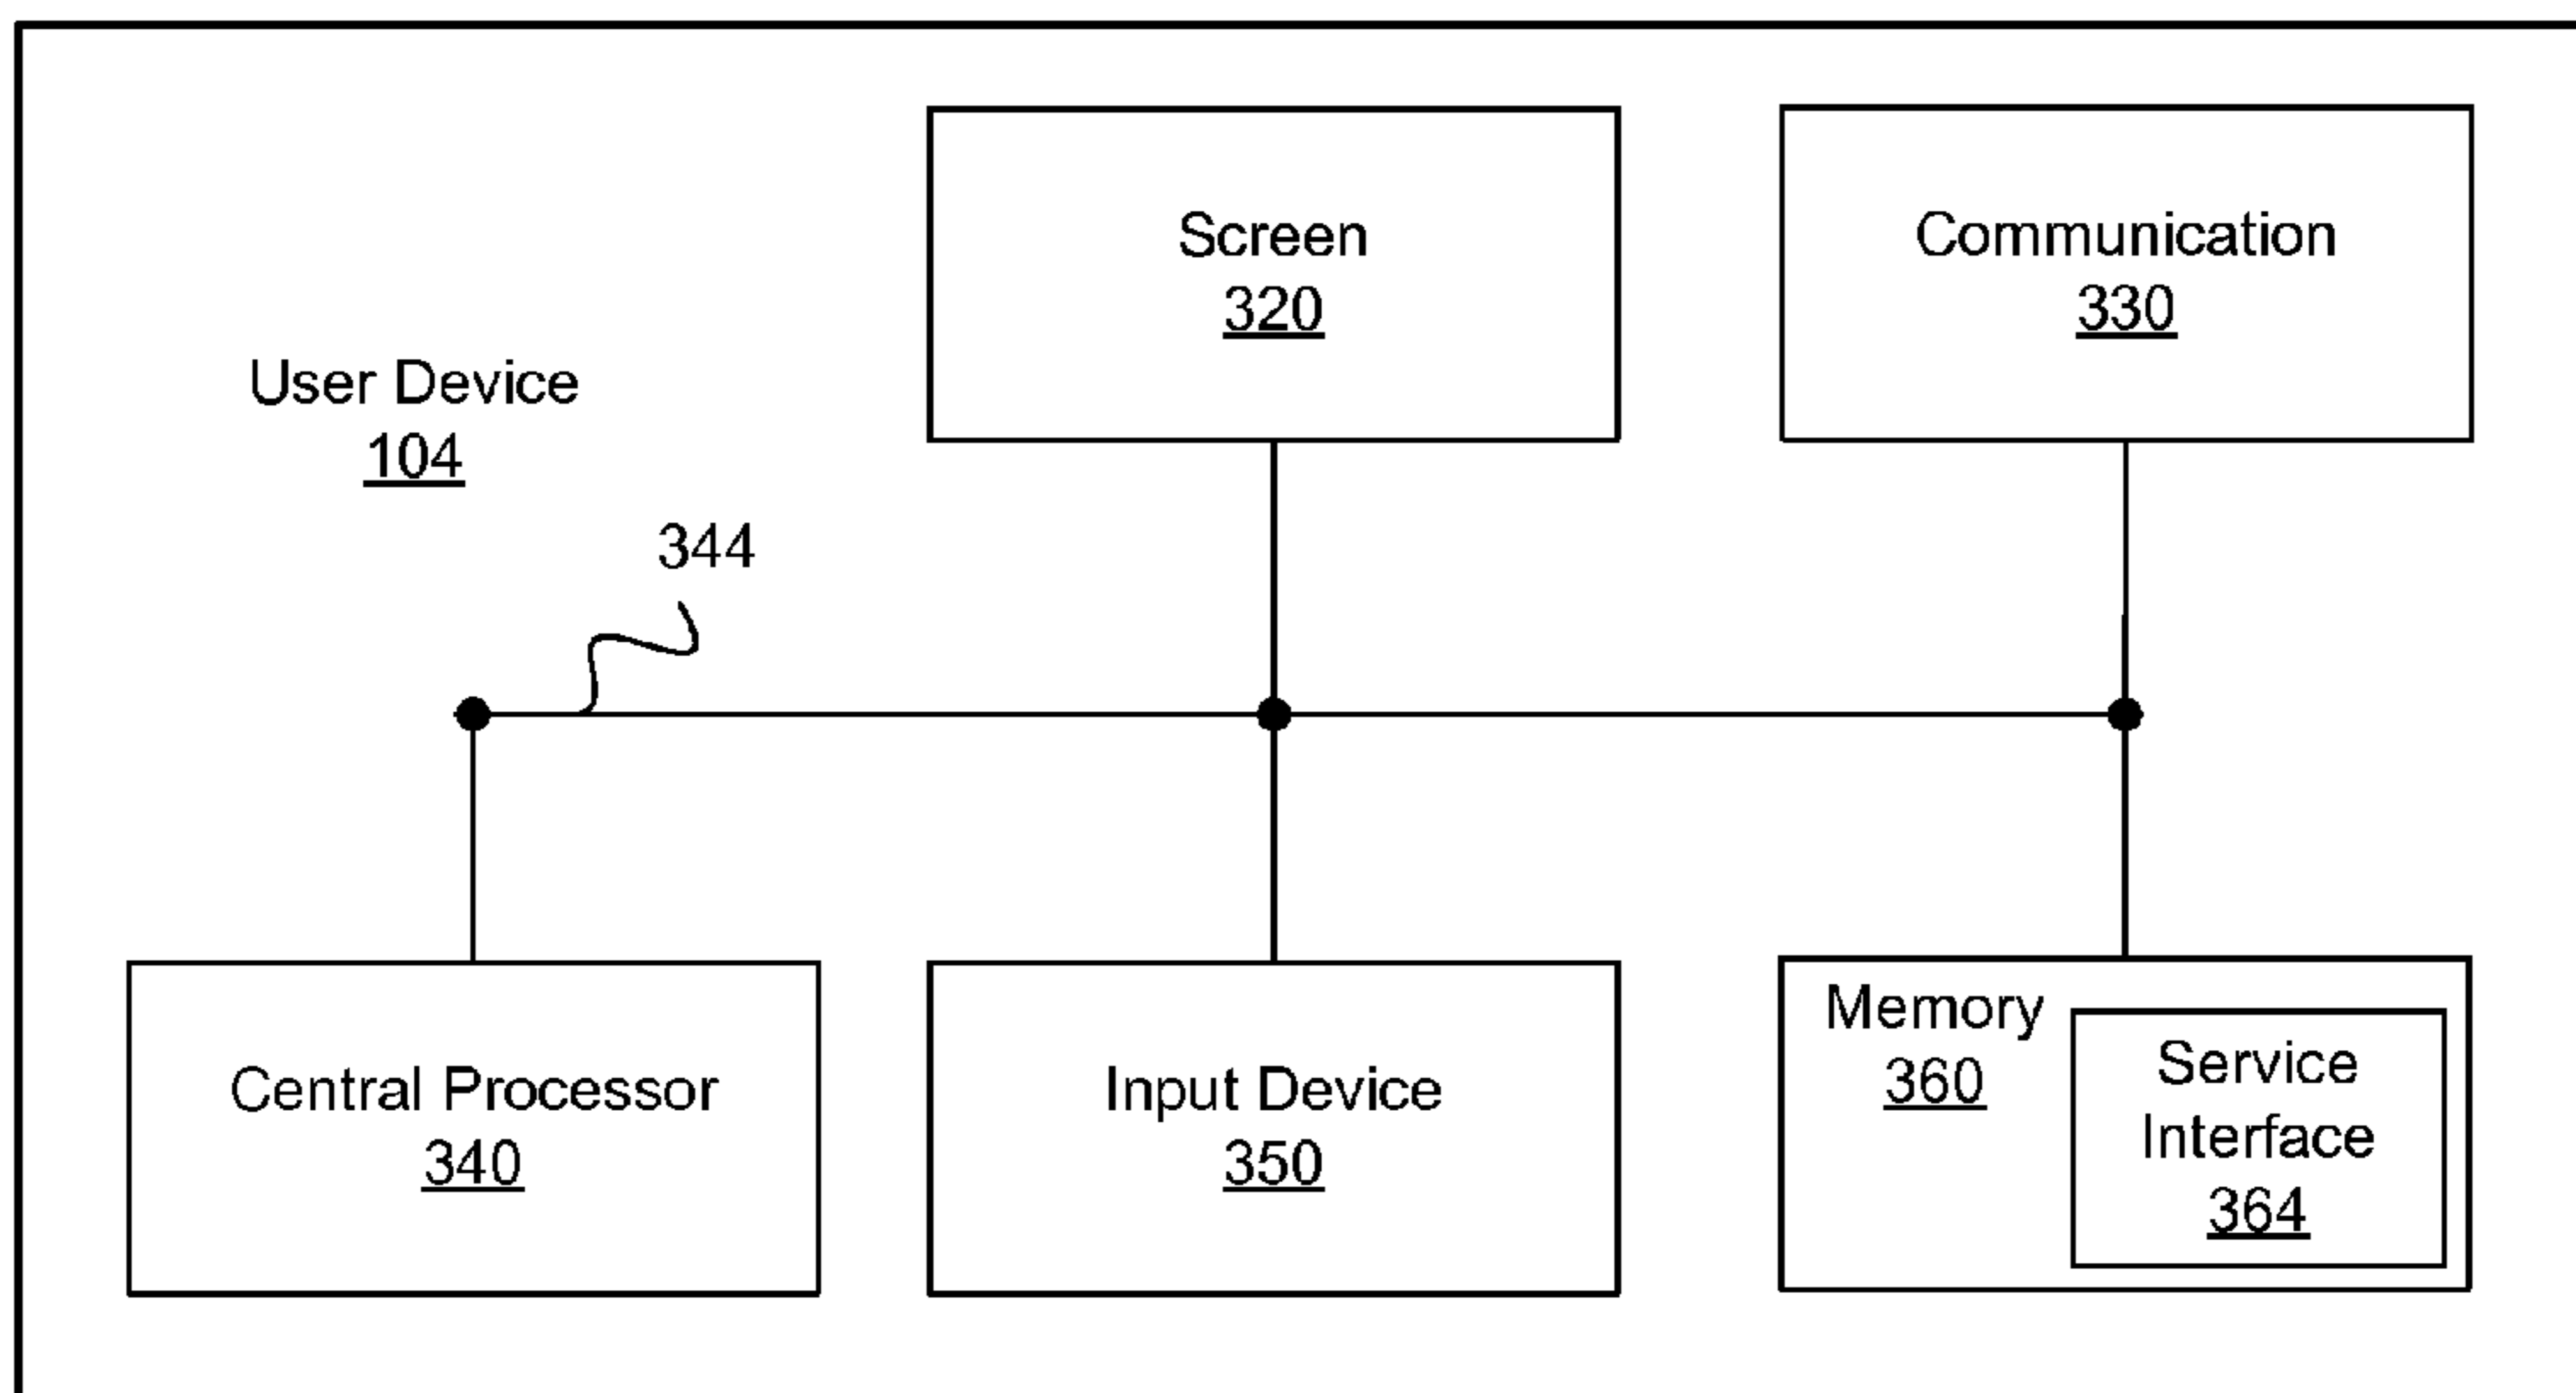 Screen
320
Communication
330
User Device
104
344
Central Processor
340
Input Device
350
Memory
360
Service
Interface
364